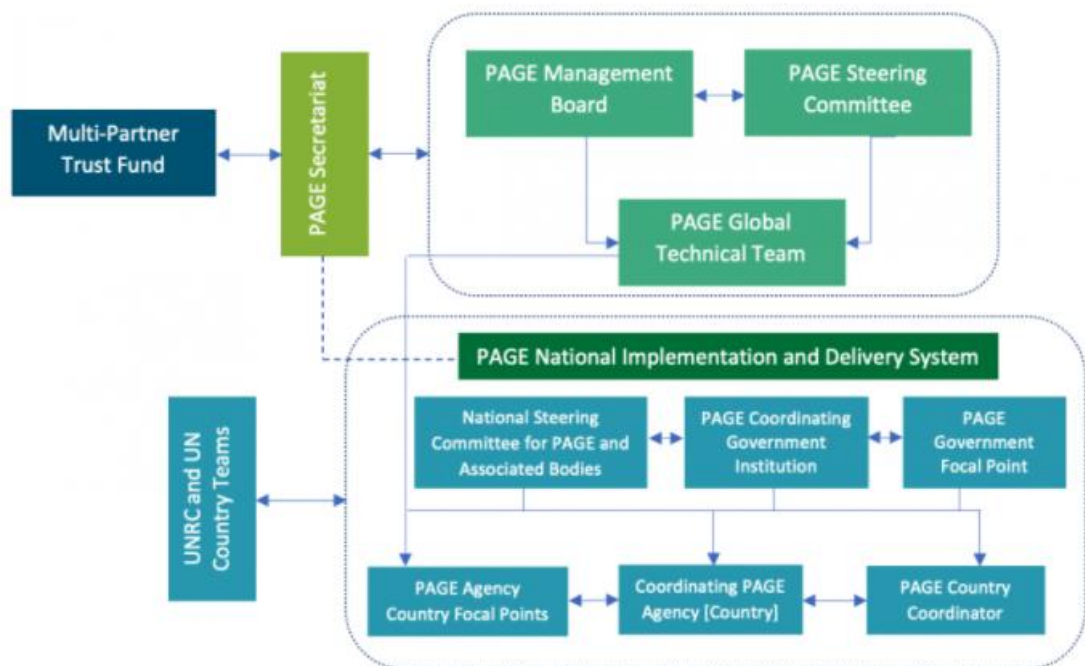 PAGE Management
Board
PAGE Steering
Committee
Multi-Partner
Trust Fund
PAGE Secretariat
PAGE Global
Technical Team
PAGE National Implementation and Delivery System
UNRC and UN
Country Teams
National Steering
Committee for PAGE and
Associated Bodies
PAGE Coordinating
Government
Institution
PAGE
Government
Focal Point
PAGE Agency
Country Focal Points
Coordinating PAGE
Agency [Country]
PAGE Country
Coordinator